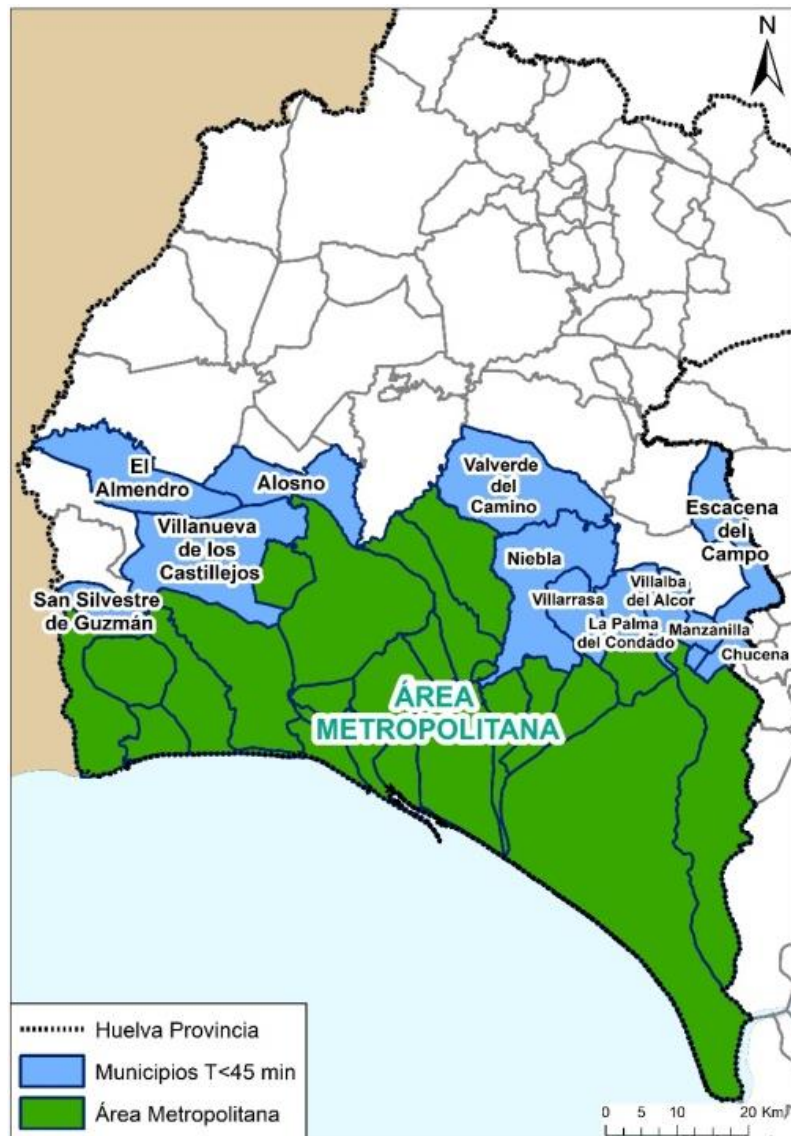 N
El
Almendro
Alosno
Valverde
del
Camino
Escacena
del
Campo
Villanueva
de los
Castillejos
Niebla
San Silvestre
de Guzmán
Villarrasa
Villalba
del Alcor
La Palma
del Condado
Manzanilla
Chucena
ÁREA
METROPOLITANA
Huelva Provincia
Municipios T<45 min
Área Metropolitana
0 5 10 20 Km